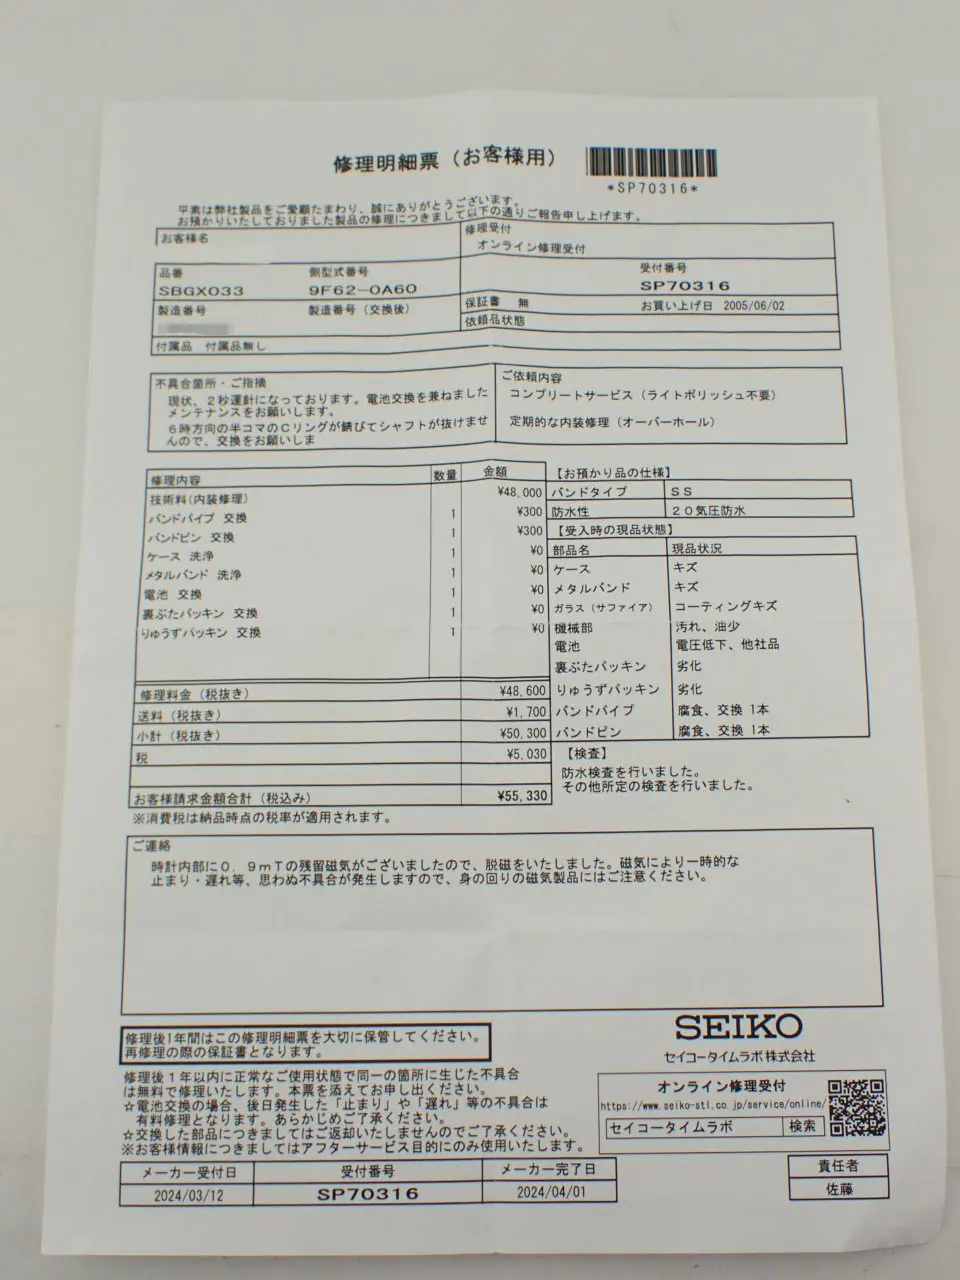 修理明細票（お客様用）
*SP70316*
平素は弊社製品をご愛顧たまわり、誠にありがとうございます。
お預かりいたしておりました製品の修理につきまして以下の通りご報告申し上げます。
お客様名
修理受付
オンライン修理受付
品番 側型式番号 受付番号
SBGX033 9F62-0A60 SP70316
製造番号 製造番号（交換後）
保証書 無 お買い上げ日 2005/06/02
依頼品状態
付属品 付属品無し
不具合箇所・ご指摘
現状、2秒運針になっております。電池交換を兼ねました
メンテナンスをお願いします。
6時方向の半コマのCリングが錆びてシャフトが抜けませ
んので、交換をお願いしま
ご依頼内容
コンプリートサービス（ライトポリッシュ不要）
定期的な内装修理（オーバーホール）
修理内容 数量 金額
技術料(内装修理) ¥48,000
バンドパイプ 交換 1 ¥300
バンドピン 交換 1 ¥300
ケース 洗浄 1 ¥0
メタルバンド 洗浄 1 ¥0
電池 交換 1 ¥0
裏ぶたパッキン 交換 1 ¥0
りゅうずパッキン 交換 1 ¥0
修理料金（税抜き） ¥48,600
送料（税抜き） ¥1,700
小計（税抜き） ¥50,300
税 ¥5,030
お客様請求金額合計（税込み） ¥55,330
※消費税は納品時点の税率が適用されます。
【お預かり品の仕様】
バンドタイプ SS
防水性 20気圧防水
【受入時の現品状態】
部品名 現品状況
ケース キズ
メタルバンド キズ
ガラス（サファイア） コーティングキズ
機械部 汚れ、油少
電池 電圧低下、他社品
裏ぶたパッキン 劣化
りゅうずパッキン 劣化
バンドパイプ 腐食、交換 1本
バンドピン 腐食、交換 1本
【検査】
防水検査を行いました。
その他所定の検査を行いました。
ご連絡
時計内部に0．9mTの残留磁気がございましたので、脱磁をいたしました。磁気により一時的な
止まり・遅れ等、思わぬ不具合が発生しますので、身の回りの磁気製品にはご注意ください。
修理後1年間はこの修理明細票を大切に保管してください。
再修理の際の保証書となります。
修理後1年以内に正常なご使用状態で同一の箇所に生じた不具合
は無料で修理いたします。本票を添えてお申し出ください。
☆電池交換の場合、後日発生した「止まり」や「遅れ」等の不具合は
有料修理となります。あらかじめご了承ください。
☆交換した部品につきましてはご返却いたしませんのでご了承ください。
※お客様情報につきましてはアフターサービス目的にのみ使用いたします。
SEIKO
セイコータイムラボ株式会社
オンライン修理受付
https://www.seiko-stl.co.jp/service/online/
セイコータイムラボ 検索
メーカー受付日 受付番号 メーカー完了日
2024/03/12 SP70316 2024/04/01
責任者
佐藤